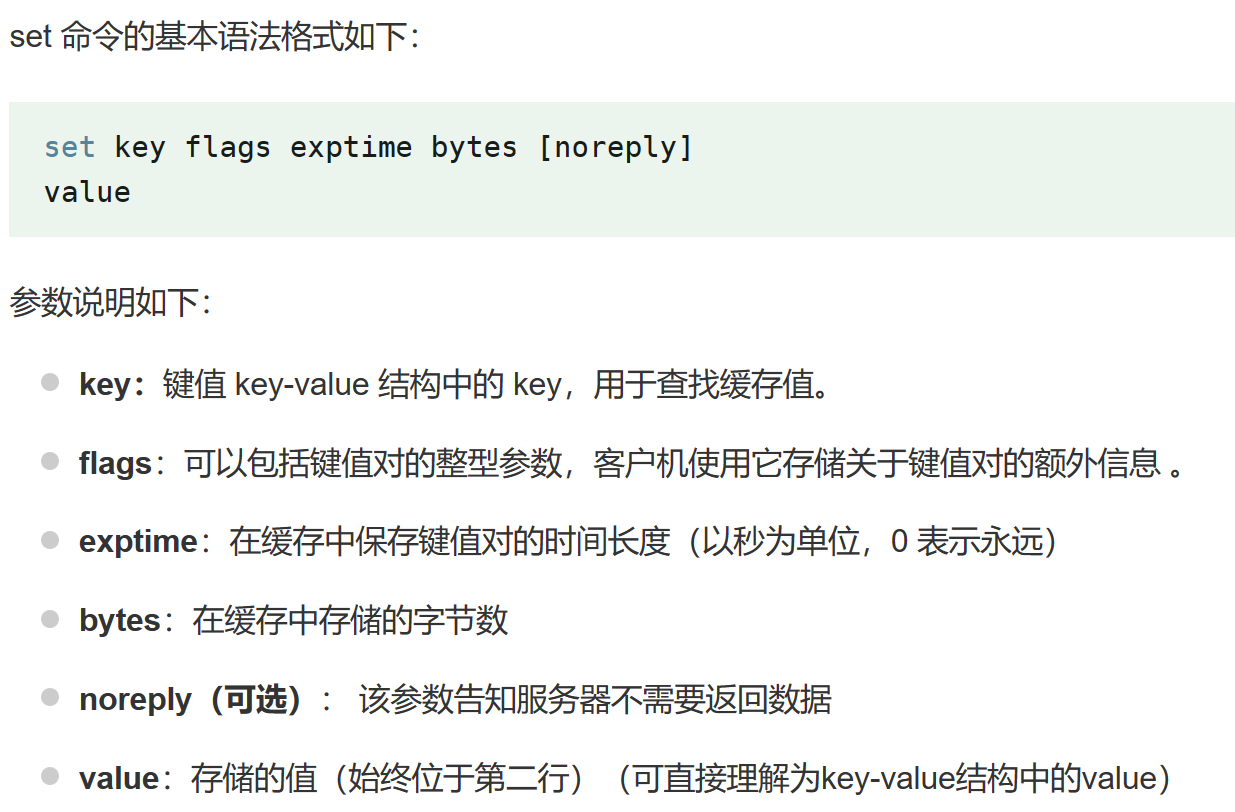 set 命令的基本语法格式如下：
set key flags exptime bytes [noreply]
value
参数说明如下：
key：键值 key-value 结构中的 key，用于查找缓存值。
flags：可以包括键值对的整型参数，客户机使用它存储关于键值对的额外信息 。
exptime：在缓存中保存键值对的时间长度（以秒为单位，0 表示永远）
bytes：在缓存中存储的字节数
noreply（可选）： 该参数告知服务器不需要返回数据
value：存储的值（始终位于第二行）（可直接理解为key-value结构中的value）